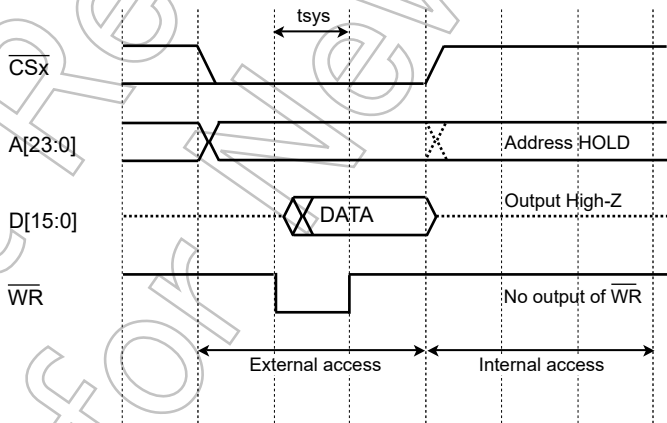 tsys
CSx
A[23:0]
Address HOLD
D[15:0]
DATA
Output High-Z
WR
No output of WR
External access
Internal access